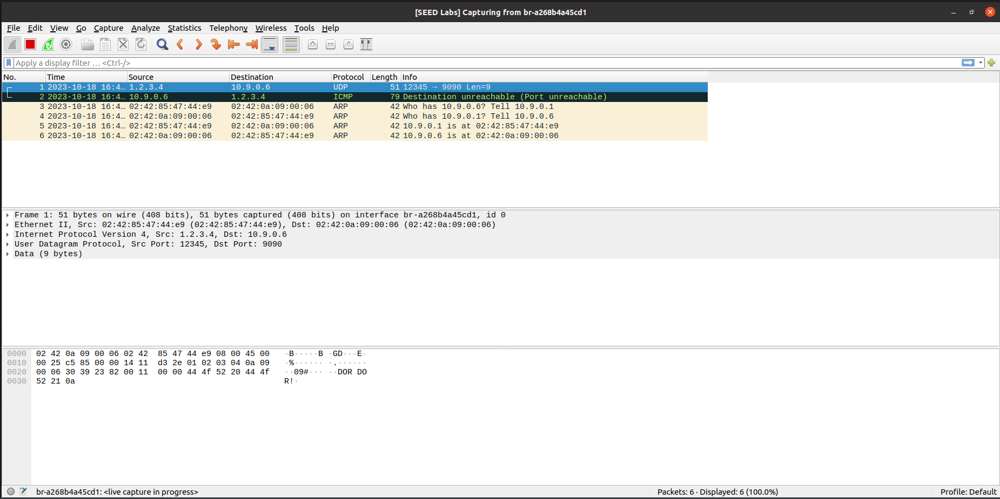 [SEED Labs] Capturing from br-a268b4a45cd1
File Edit View Go Capture Analyze Statistics Telephony Wireless Tools Help
Apply a display filter … <Ctrl-/>
No. Time Source Destination Protocol Length Info
1 2023-10-18 16:4… 1.2.3.4 10.9.0.6 UDP 51 12345 → 9090 Len=9
2 2023-10-18 16:4… 10.9.0.6 1.2.3.4 ICMP 79 Destination unreachable (Port unreachable)
3 2023-10-18 16:4… 02:42:85:47:44:e9 02:42:0a:09:00:06 ARP 42 Who has 10.9.0.6? Tell 10.9.0.1
4 2023-10-18 16:4… 02:42:0a:09:00:06 02:42:85:47:44:e9 ARP 42 Who has 10.9.0.1? Tell 10.9.0.6
5 2023-10-18 16:4… 02:42:85:47:44:e9 02:42:0a:09:00:06 ARP 42 10.9.0.1 is at 02:42:85:47:44:e9
6 2023-10-18 16:4… 02:42:0a:09:00:06 02:42:85:47:44:e9 ARP 42 10.9.0.6 is at 02:42:0a:09:00:06
Frame 1: 51 bytes on wire (408 bits), 51 bytes captured (408 bits) on interface br-a268b4a45cd1, id 0
Ethernet II, Src: 02:42:85:47:44:e9 (02:42:85:47:44:e9), Dst: 02:42:0a:09:00:06 (02:42:0a:09:00:06)
Internet Protocol Version 4, Src: 1.2.3.4, Dst: 10.9.0.6
User Datagram Protocol, Src Port: 12345, Dst Port: 9090
Data (9 bytes)
0000 02 42 0a 09 00 06 02 42 85 47 44 e9 08 00 45 00 ·B·····B ·GD···E·
0010 00 25 c5 85 00 00 14 11 d3 2e 01 02 03 04 0a 09 ·%······ ·.······
0020 00 06 30 39 23 82 00 11 00 00 44 4f 52 20 44 4f ··09#··· ··DOR DO
0030 52 21 0a R!·
br-a268b4a45cd1: <live capture in progress> Packets: 6 · Displayed: 6 (100.0%) Profile: Default